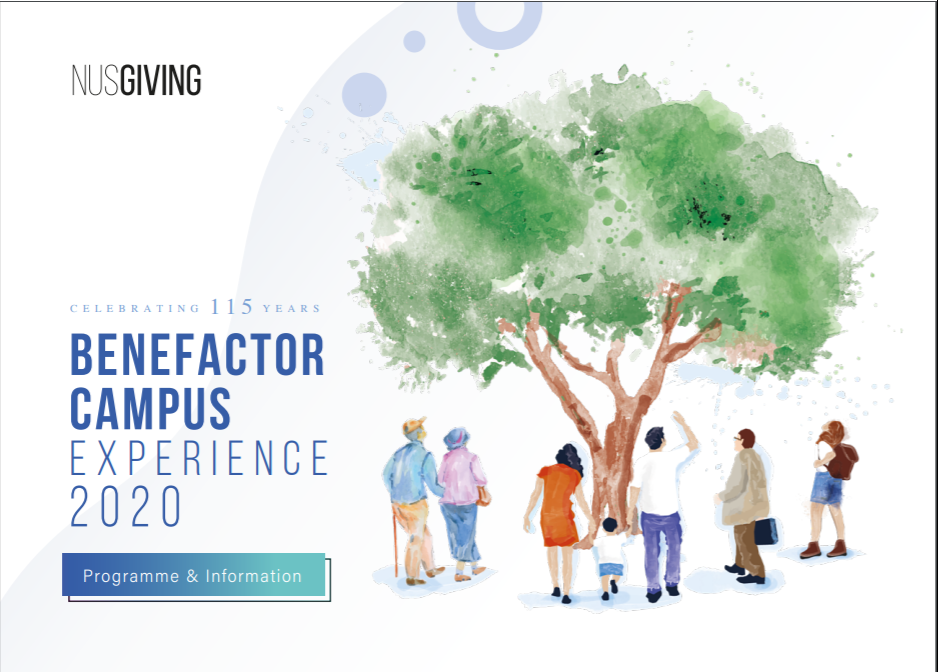 NUSGIVING
CELEBRATING 115 YEARS
BENEFACTOR
CAMPUS
EXPERIENCE
2020
Programme & Information